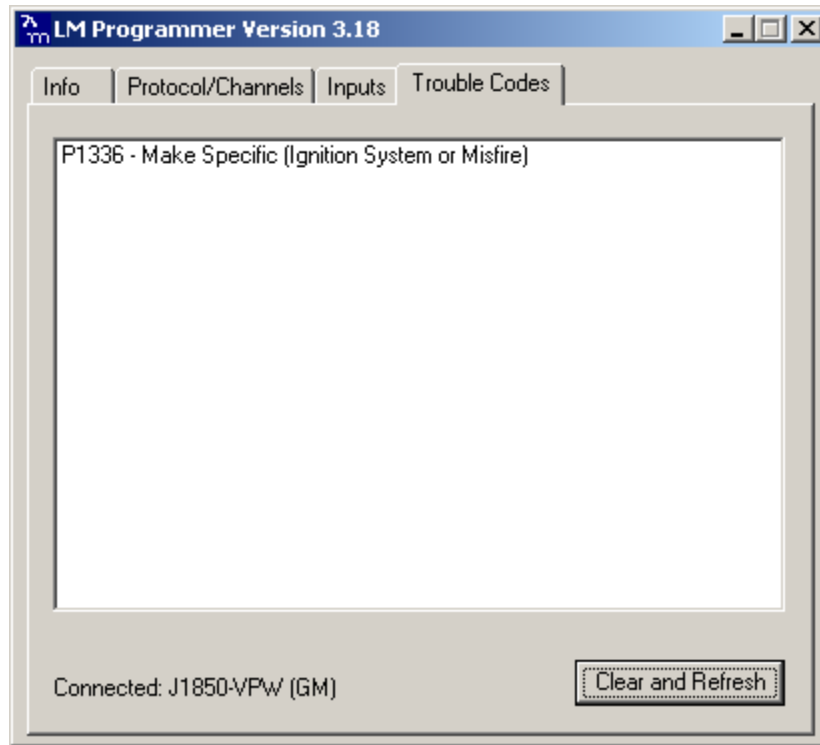 LM Programmer Version 3.18
Info Protocol/Channels Inputs Trouble Codes
P1336 - Make Specific (Ignition System or Misfire)
Connected: J1850-VPW (GM)
Clear and Refresh